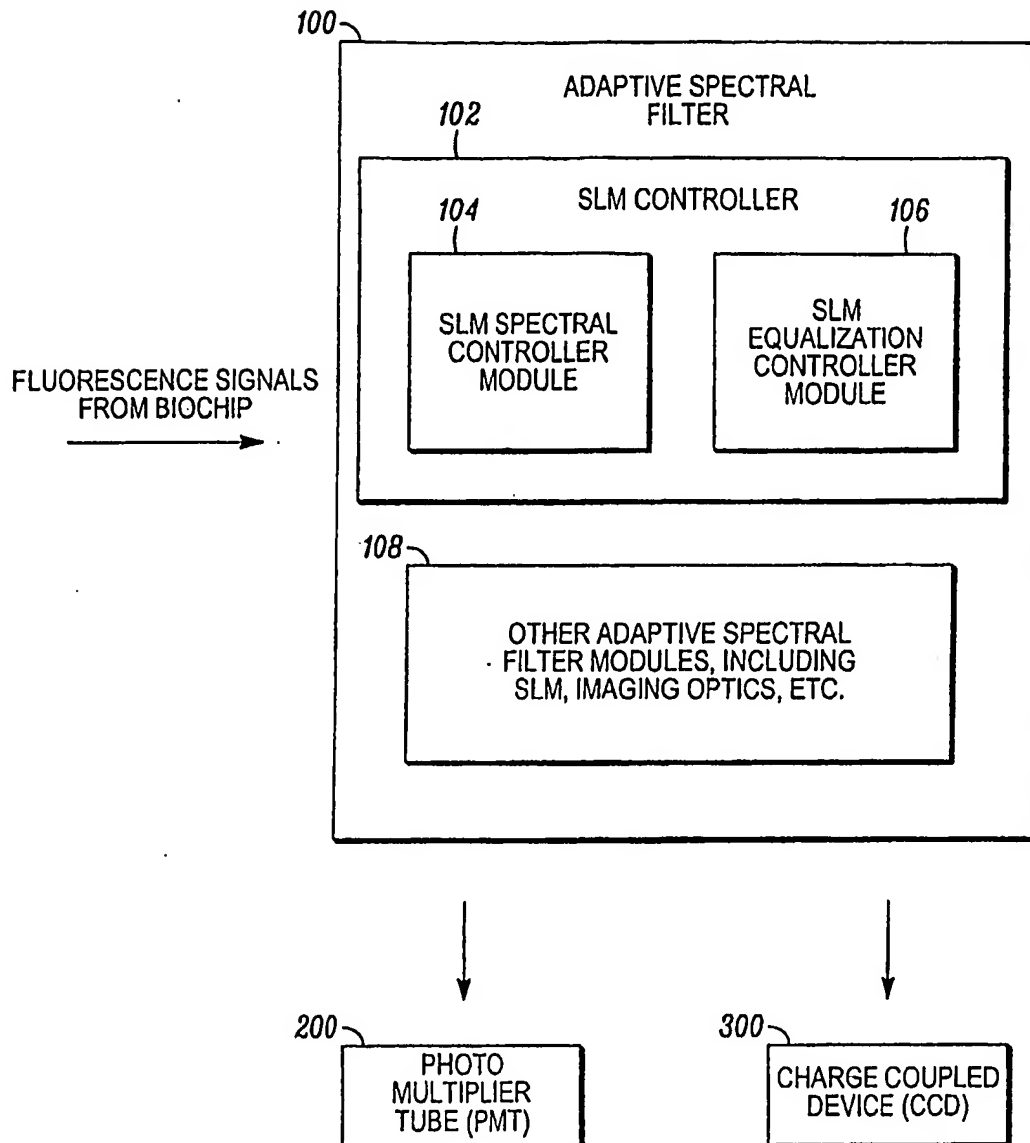 100
ADAPTIVE SPECTRAL
FILTER
102
SLM CONTROLLER
104
106
SLM SPECTRAL
CONTROLLER
MODULE
SLM
EQUALIZATION
CONTROLLER
MODULE
FLUORESCENCE SIGNALS
FROM BIOCHIP
108
OTHER ADAPTIVE SPECTRAL
FILTER MODULES, INCLUDING
SLM, IMAGING OPTICS, ETC.
200
PHOTO
MULTIPLIER
TUBE (PMT)
300
CHARGE COUPLED
DEVICE (CCD)